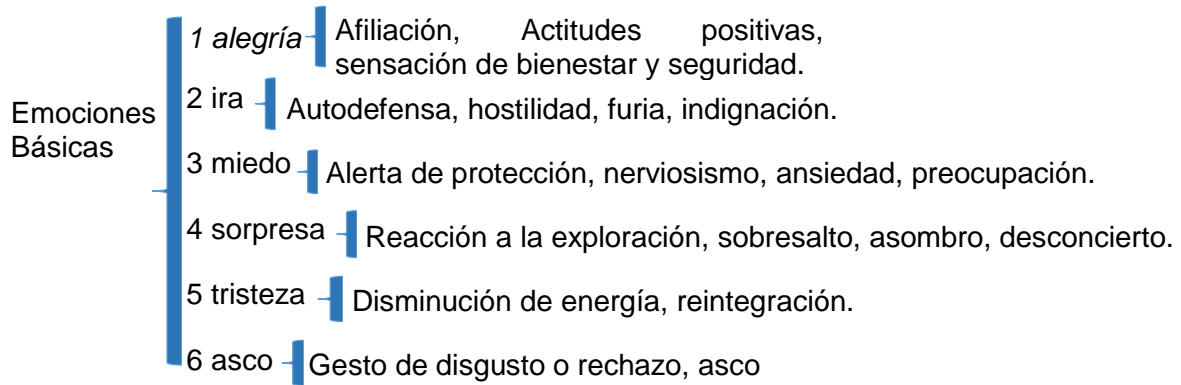 Emociones
Básicas
1 alegría
Afiliación, Actitudes positivas,
sensación de bienestar y seguridad.
2 ira
Autodefensa, hostilidad, furia, indignación.
3 miedo
Alerta de protección, nerviosismo, ansiedad, preocupación.
4 sorpresa
Reacción a la exploración, sobresalto, asombro, desconcierto.
5 tristeza
Disminución de energía, reintegración.
6 asco
Gesto de disgusto o rechazo, asco